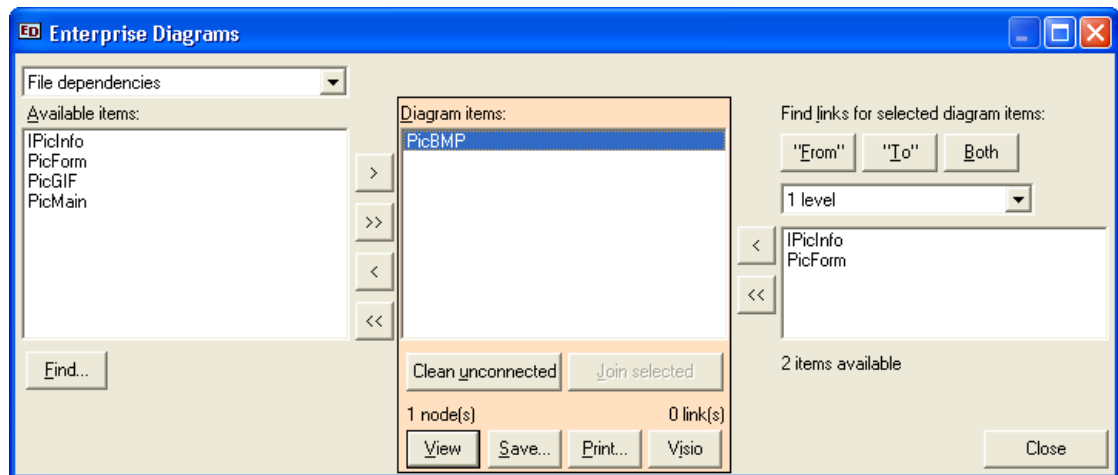 ED Enterprise Diagrams
File dependencies
Available items:
IPicInfo
PicForm
PicGIF
PicMain
Find...
>
>>
<
<<
Diagram items:
PicBMP
Clean unconnected
Join selected
1 node(s)
0 link(s)
View
Save...
Print...
Visio
Find links for selected diagram items:
"From"
"To"
Both
1 level
<
<<
IPicInfo
PicForm
2 items available
Close